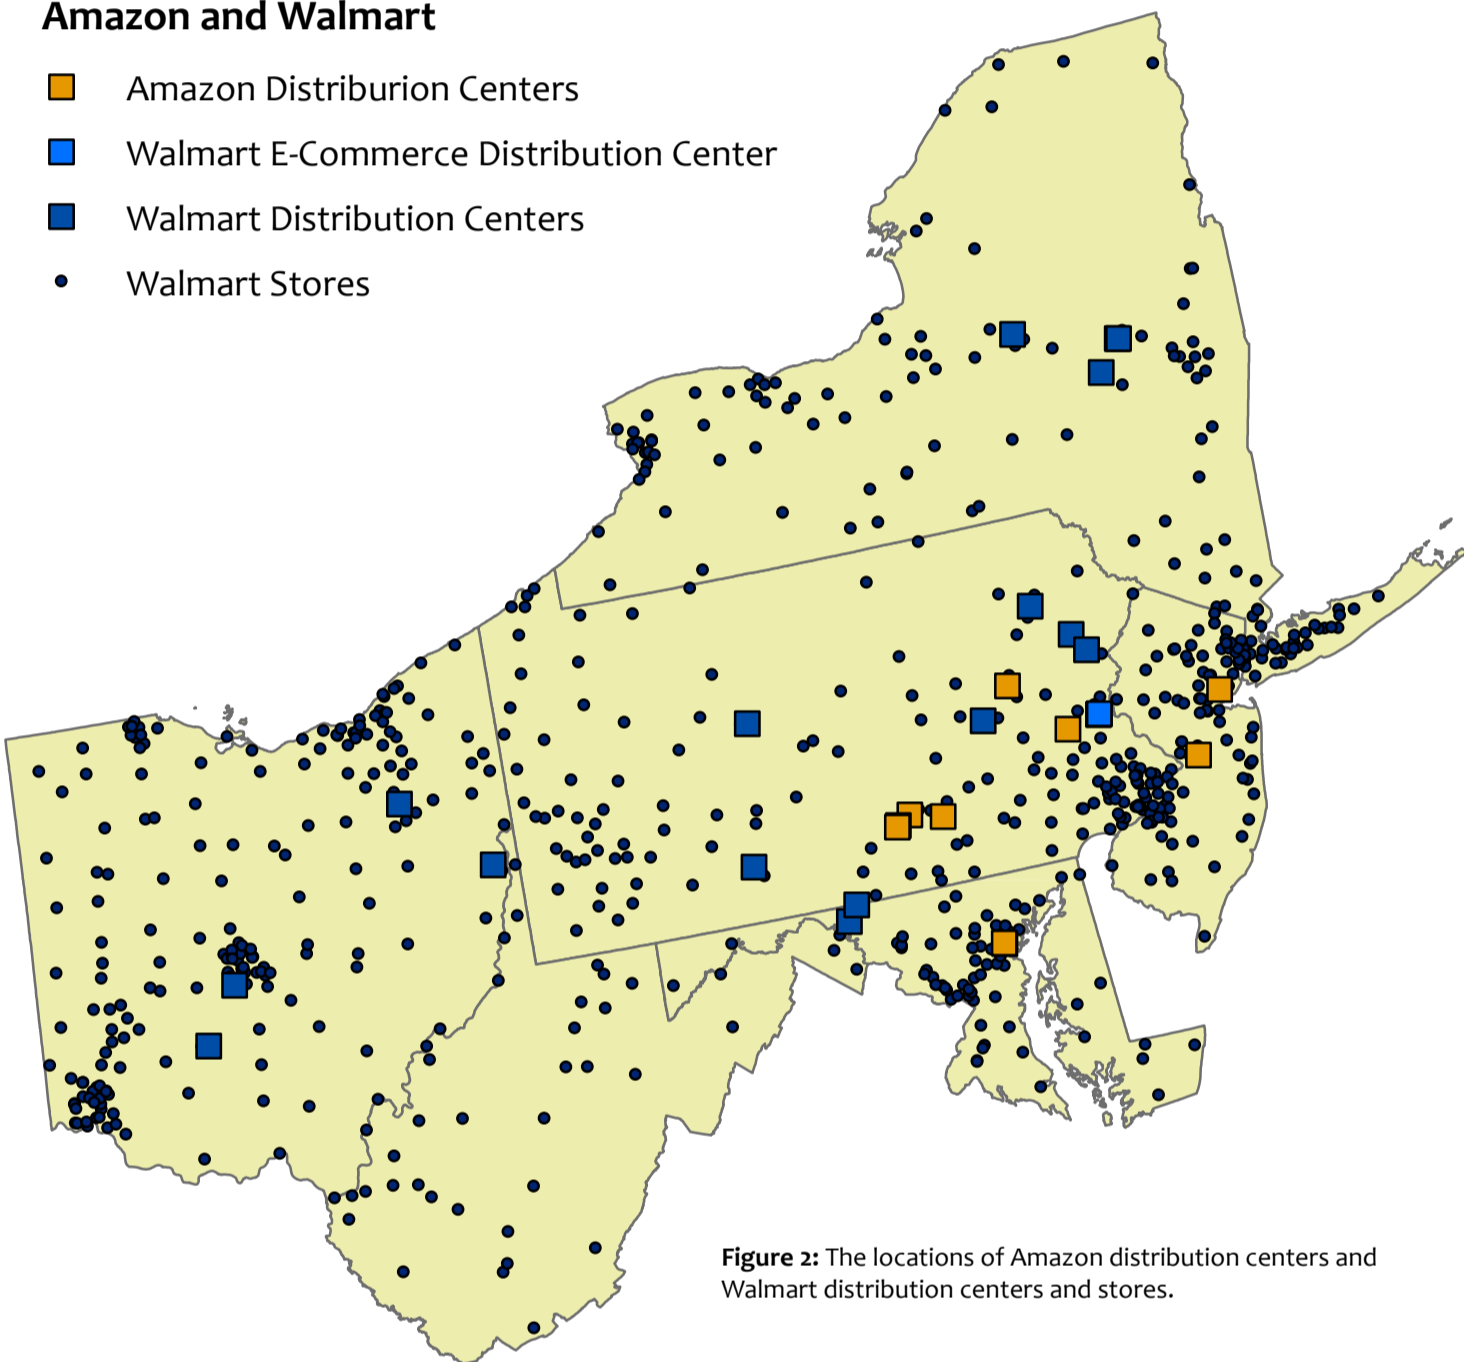 Amazon and Walmart
Amazon Distriburion Centers
Walmart E-Commerce Distribution Center
Walmart Distribution Centers
Walmart Stores
Figure 2: The locations of Amazon distribution centers and
Walmart distribution centers and stores.